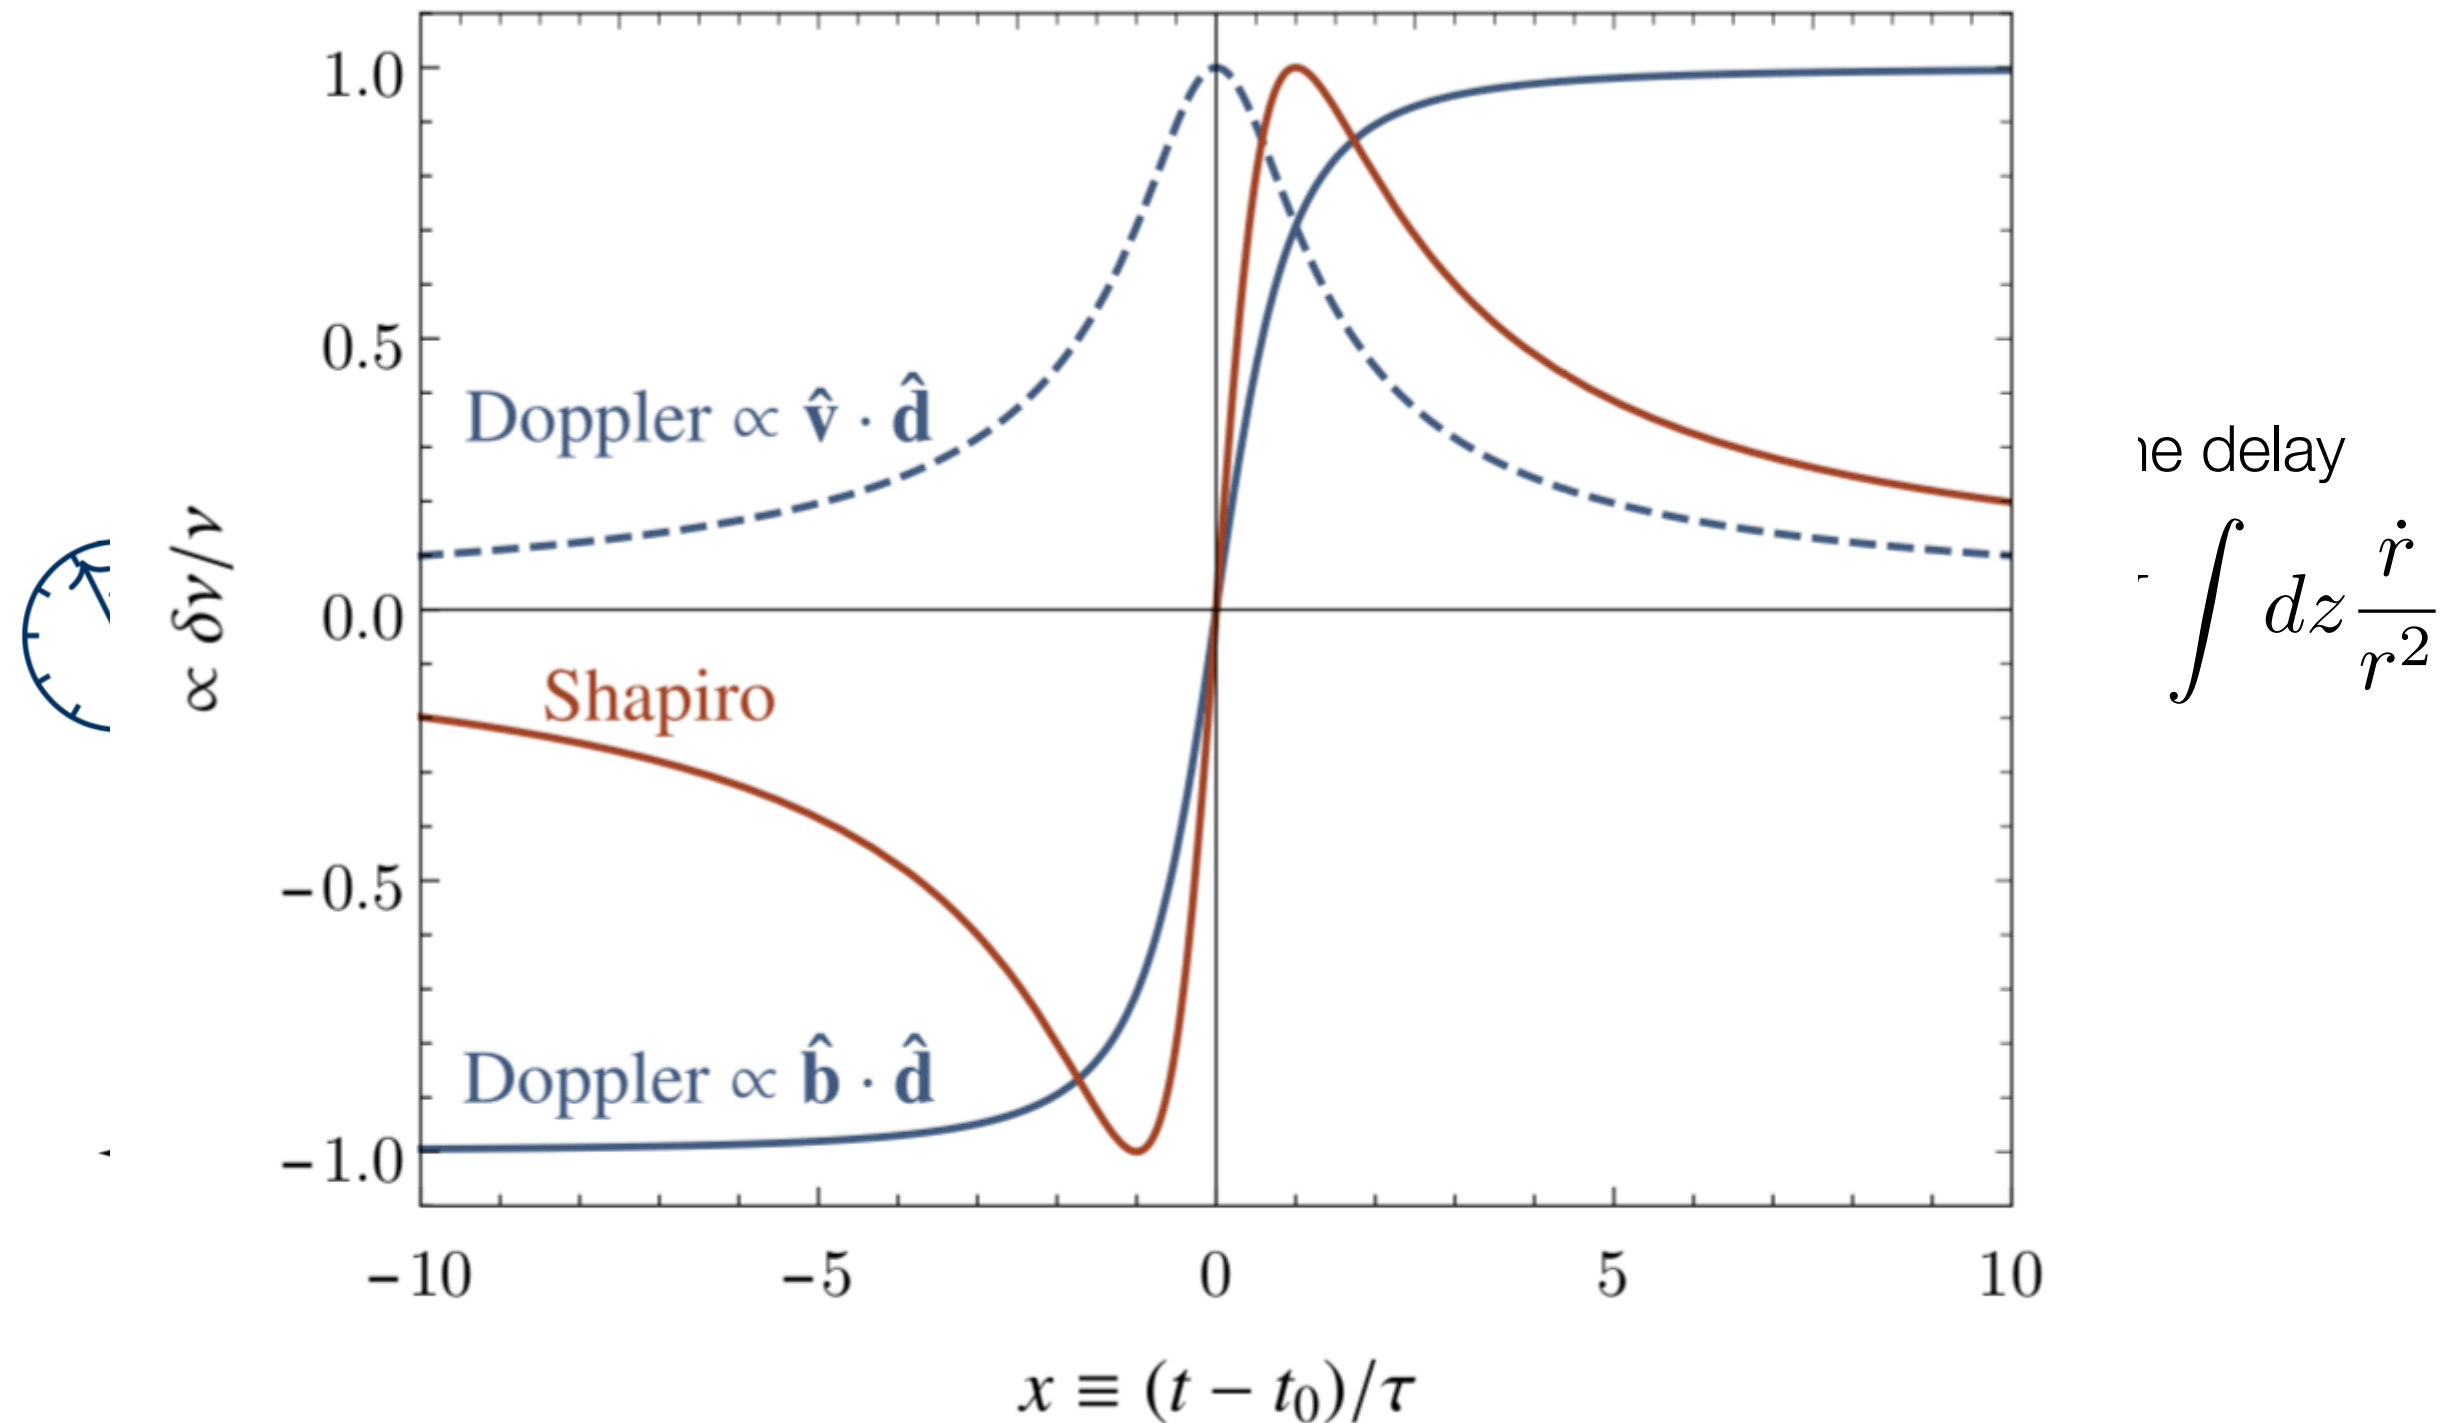 1.0
0.5
0.0
−0.5
−1.0
∝ δν/ν
Doppler ∝ v̂ · d̂
Shapiro
Doppler ∝ b̂ · d̂
−10 −5 0 5 10
x ≡ (t − t₀)/τ
delay
∫ dz ṙ/r²